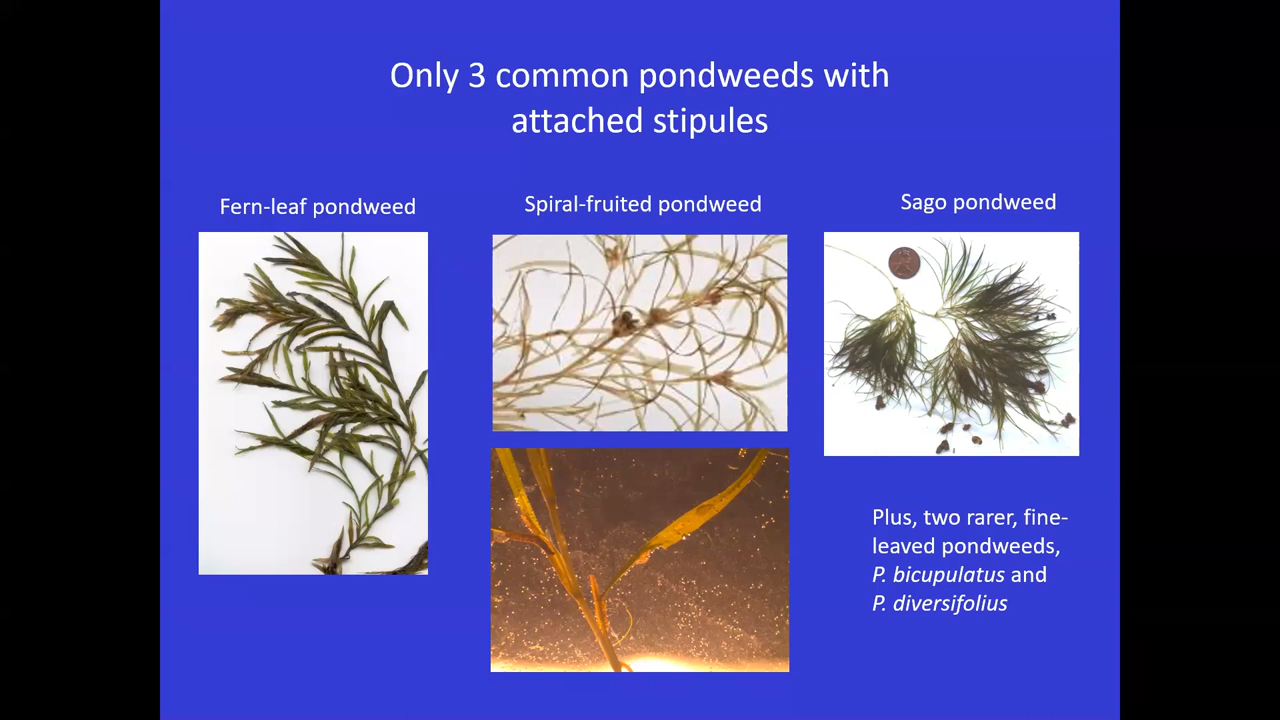 Only 3 common pondweeds with
attached stipules
Fern-leaf pondweed
Spiral-fruited pondweed
Sago pondweed
Plus, two rarer, fine-
leaved pondweeds,
P. bicupulatus and
P. diversifolius